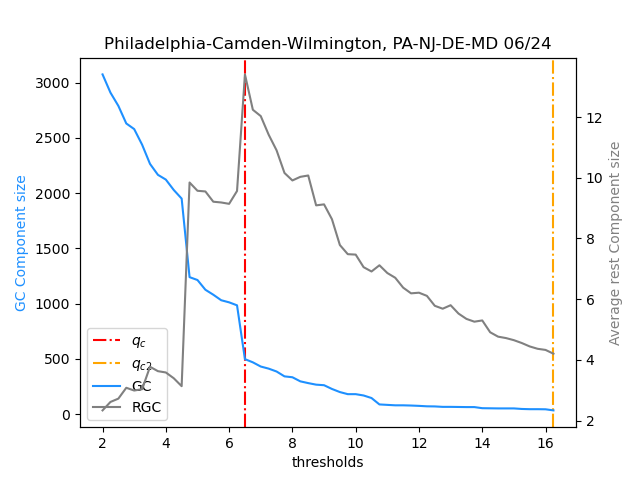 Philadelphia-Camden-Wilmington, PA-NJ-DE-MD 06/24
GC Component size
3000
2500
2000
1500
1000
500
0
12
10
8
6
4
2
Average rest Component size
q_c
q_c2
GC
RGC
2 4 6 8 10 12 14 16
thresholds